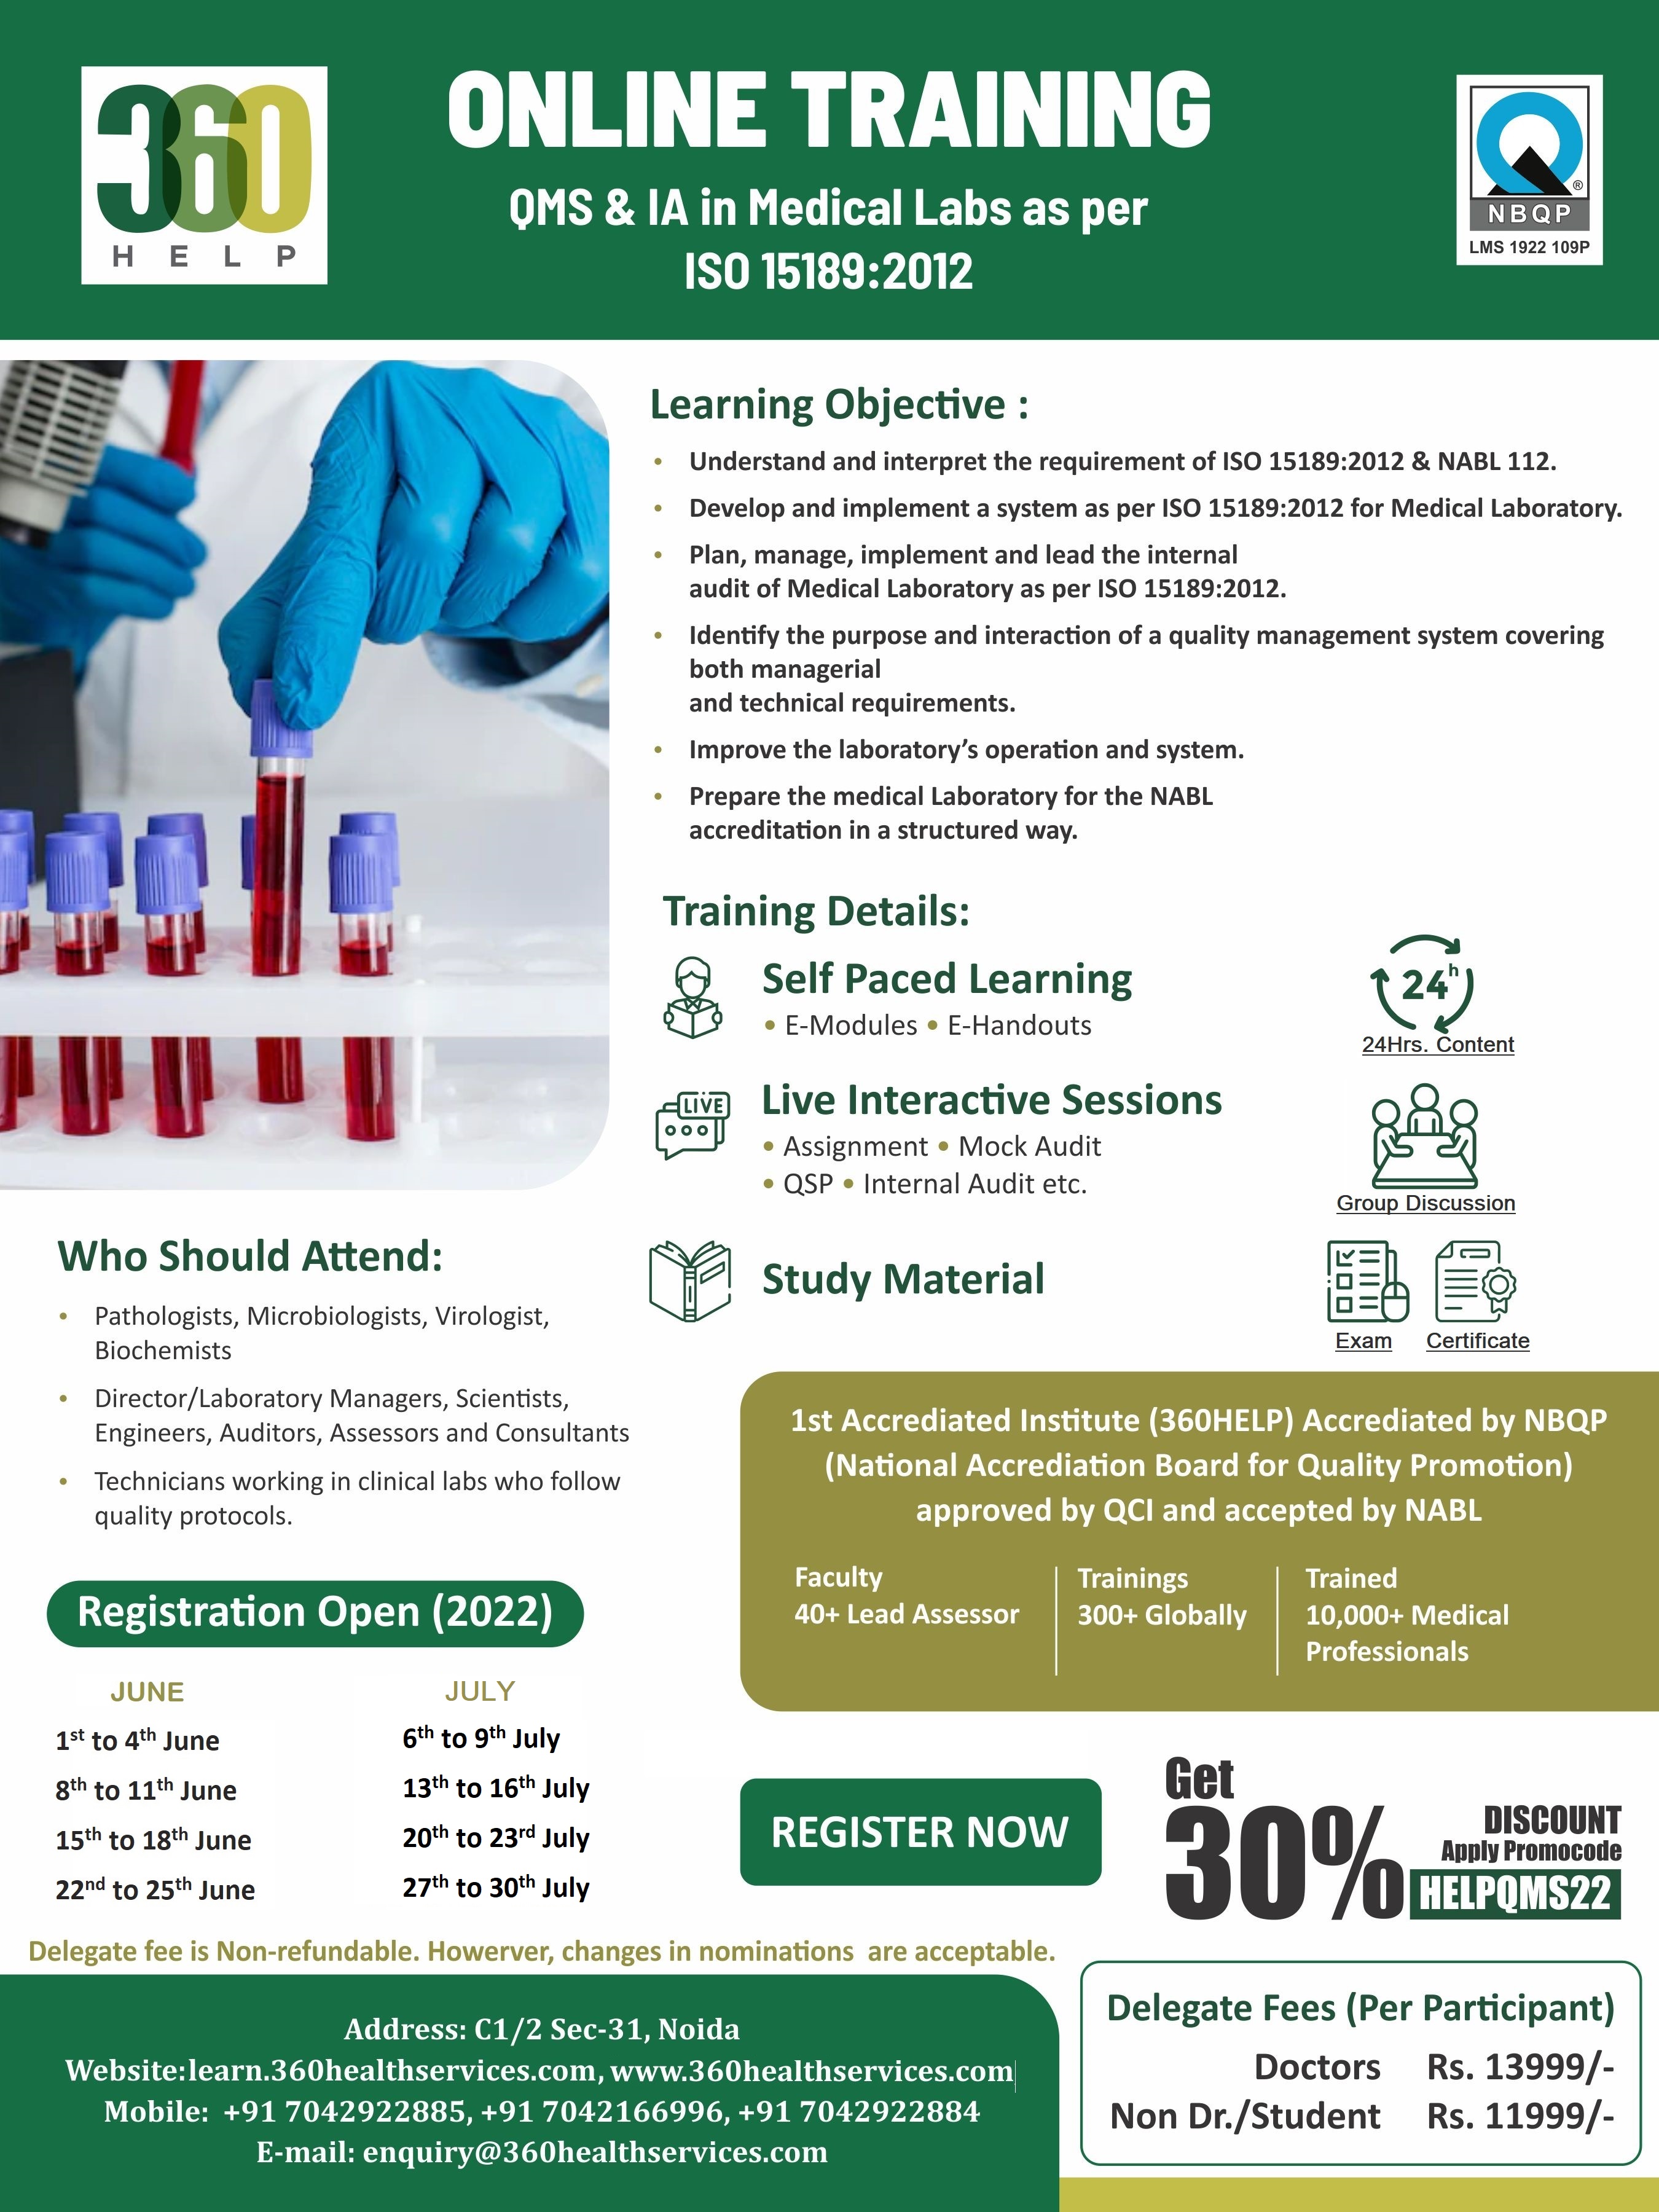 360
HELP
ONLINE TRAINING
QMS & IA in Medical Labs as per
ISO 15189:2012
®
NBQP
LMS 1922 109P
Learning Objective :
• Understand and interpret the requirement of ISO 15189:2012 & NABL 112.
• Develop and implement a system as per ISO 15189:2012 for Medical Laboratory.
• Plan, manage, implement and lead the internal
audit of Medical Laboratory as per ISO 15189:2012.
• Identify the purpose and interaction of a quality management system covering
both managerial
and technical requirements.
• Improve the laboratory's operation and system.
• Prepare the medical Laboratory for the NABL
accreditation in a structured way.
Training Details:
Self Paced Learning
• E-Modules • E-Handouts
24h
24Hrs. Content
LIVE
Live Interactive Sessions
• Assignment • Mock Audit
• QSP • Internal Audit etc.
Group Discussion
Study Material
Exam
Certificate
Who Should Attend:
• Pathologists, Microbiologists, Virologist,
Biochemists
• Director/Laboratory Managers, Scientists,
Engineers, Auditors, Assessors and Consultants
• Technicians working in clinical labs who follow
quality protocols.
1st Accrediated Institute (360HELP) Accrediated by NBQP
(National Accrediation Board for Quality Promotion)
approved by QCI and accepted by NABL
Faculty
40+ Lead Assessor
Trainings
300+ Globally
Trained
10,000+ Medical
Professionals
Registration Open (2022)
JUNE
1st to 4th June
8th to 11th June
15th to 18th June
22nd to 25th June
JULY
6th to 9th July
13th to 16th July
20th to 23rd July
27th to 30th July
REGISTER NOW
Get
30%
DISCOUNT
Apply Promocode
HELPQMS22
Delegate fee is Non-refundable. Howerver, changes in nominations are acceptable.
Address: C1/2 Sec-31, Noida
Website:learn.360healthservices.com, www.360healthservices.com
Mobile: +91 7042922885, +91 7042166996, +91 7042922884
E-mail: enquiry@360healthservices.com
Delegate Fees (Per Participant)
Doctors Rs. 13999/-
Non Dr./Student Rs. 11999/-